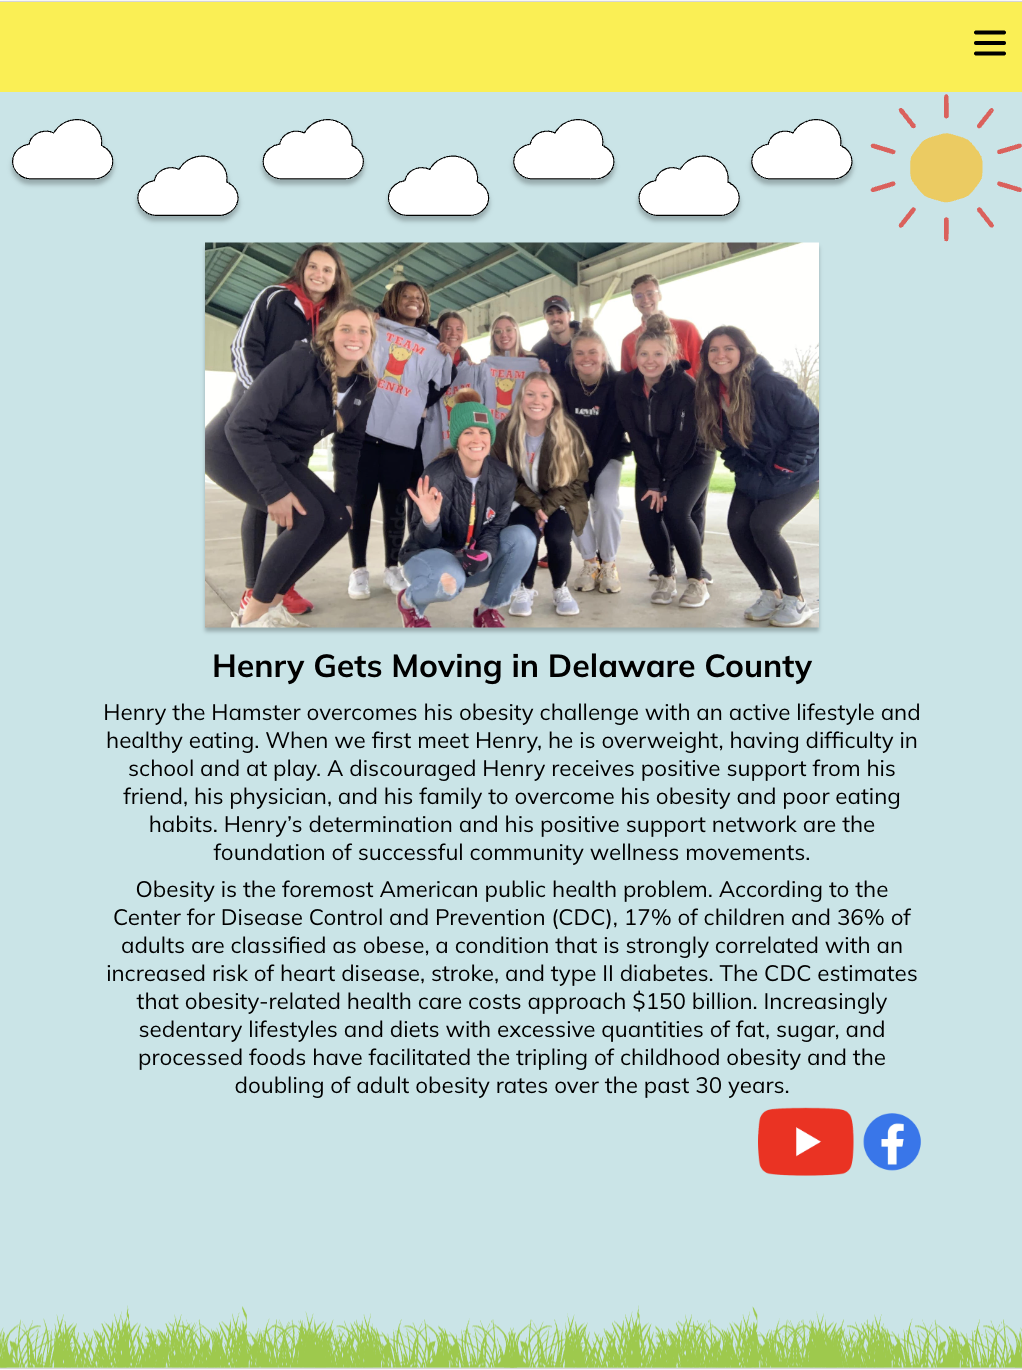 TEAM
HENRY
TEAM
Henry Gets Moving in Delaware County
Henry the Hamster overcomes his obesity challenge with an active lifestyle and
healthy eating. When we first meet Henry, he is overweight, having difficulty in
school and at play. A discouraged Henry receives positive support from his
friend, his physician, and his family to overcome his obesity and poor eating
habits. Henry’s determination and his positive support network are the
foundation of successful community wellness movements.
Obesity is the foremost American public health problem. According to the
Center for Disease Control and Prevention (CDC), 17% of children and 36% of
adults are classified as obese, a condition that is strongly correlated with an
increased risk of heart disease, stroke, and type II diabetes. The CDC estimates
that obesity-related health care costs approach $150 billion. Increasingly
sedentary lifestyles and diets with excessive quantities of fat, sugar, and
processed foods have facilitated the tripling of childhood obesity and the
doubling of adult obesity rates over the past 30 years.